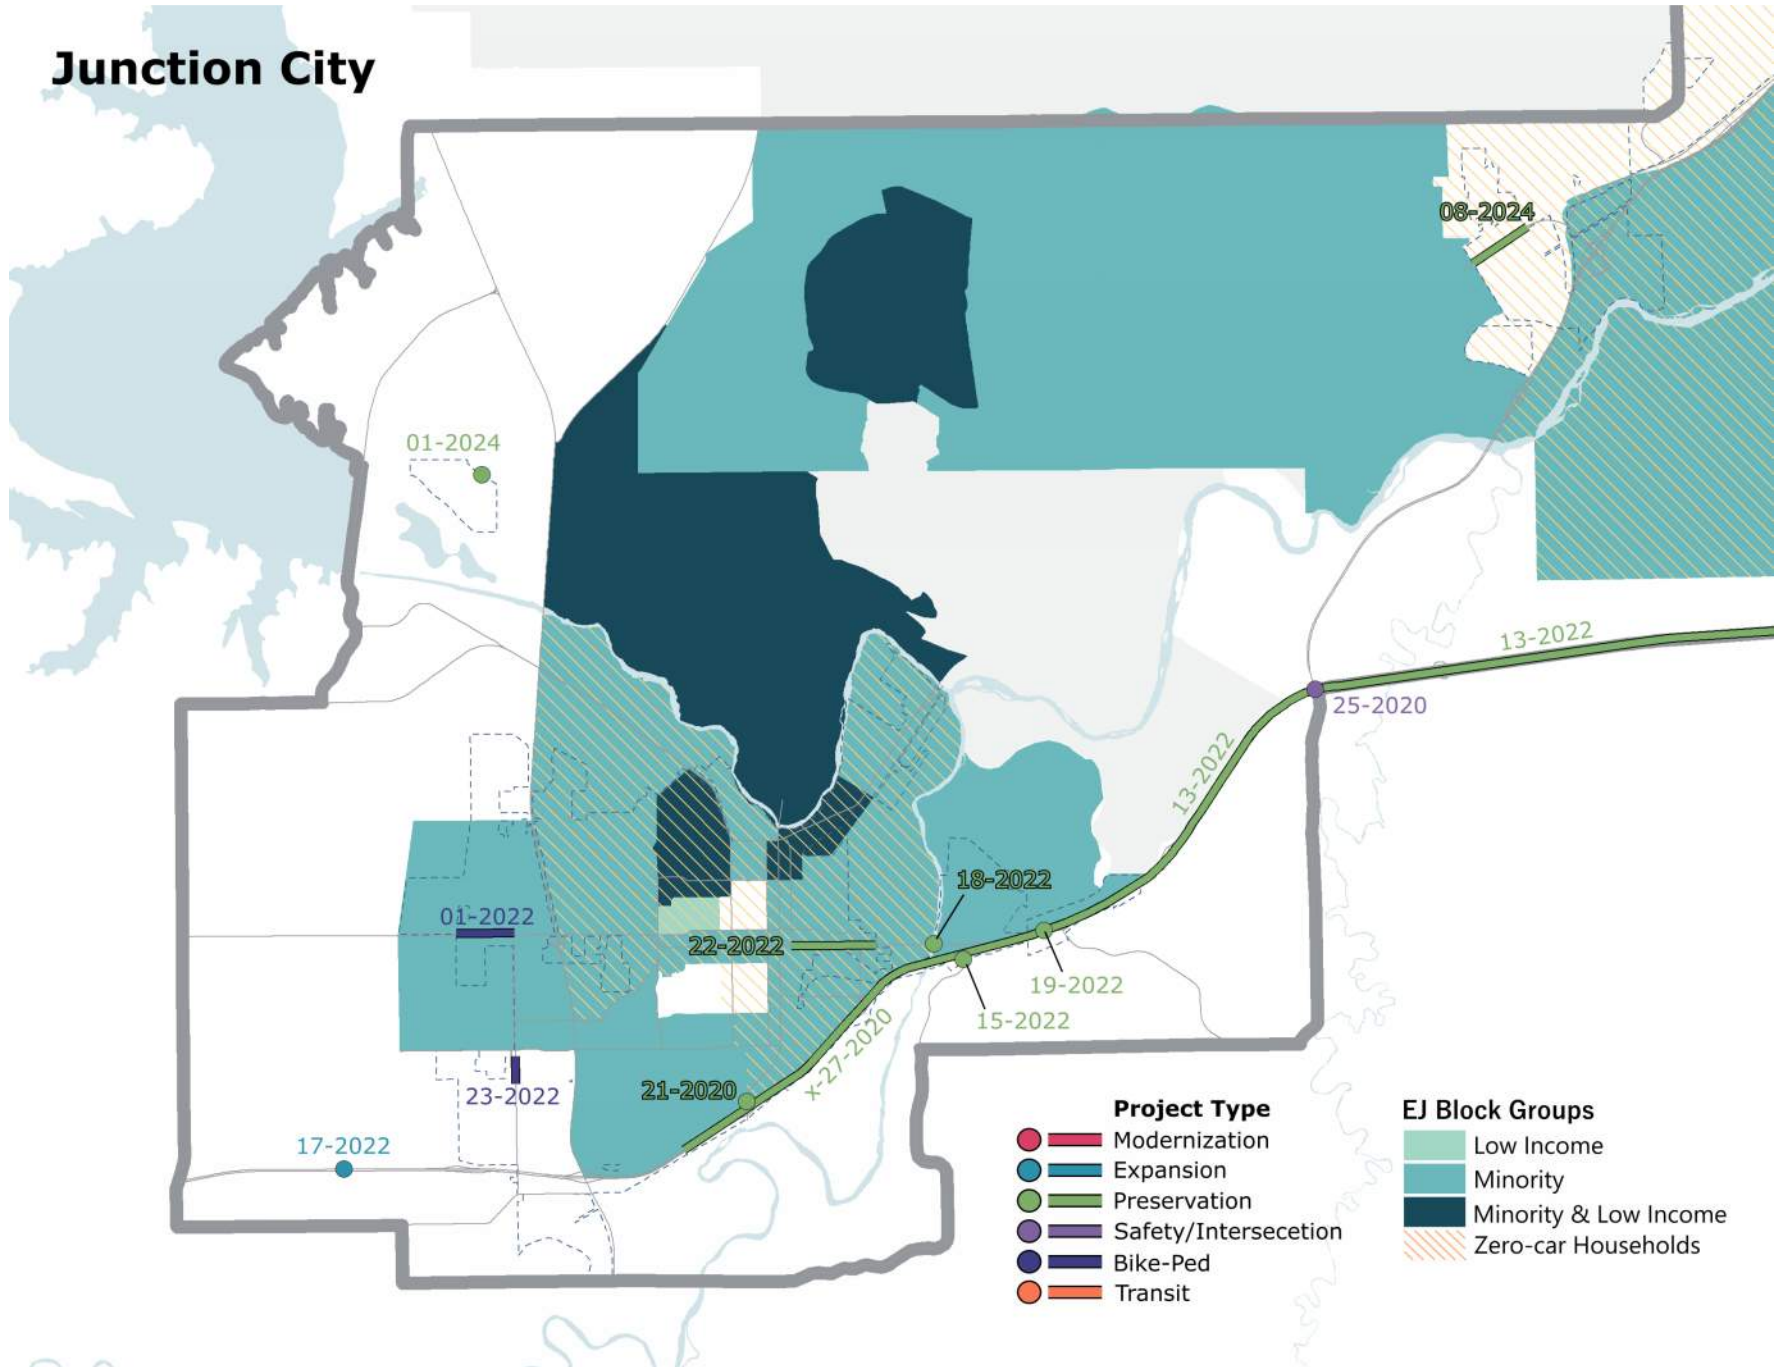 Junction City
08-2024
01-2024
13-2022
25-2020
13-2022
18-2022
01-2022
22-2022
19-2022
15-2022
x-27-2020
21-2020
23-2022
17-2022
Project Type
Modernization
Expansion
Preservation
Safety/Intersecetion
Bike-Ped
Transit
EJ Block Groups
Low Income
Minority
Minority & Low Income
Zero-car Households